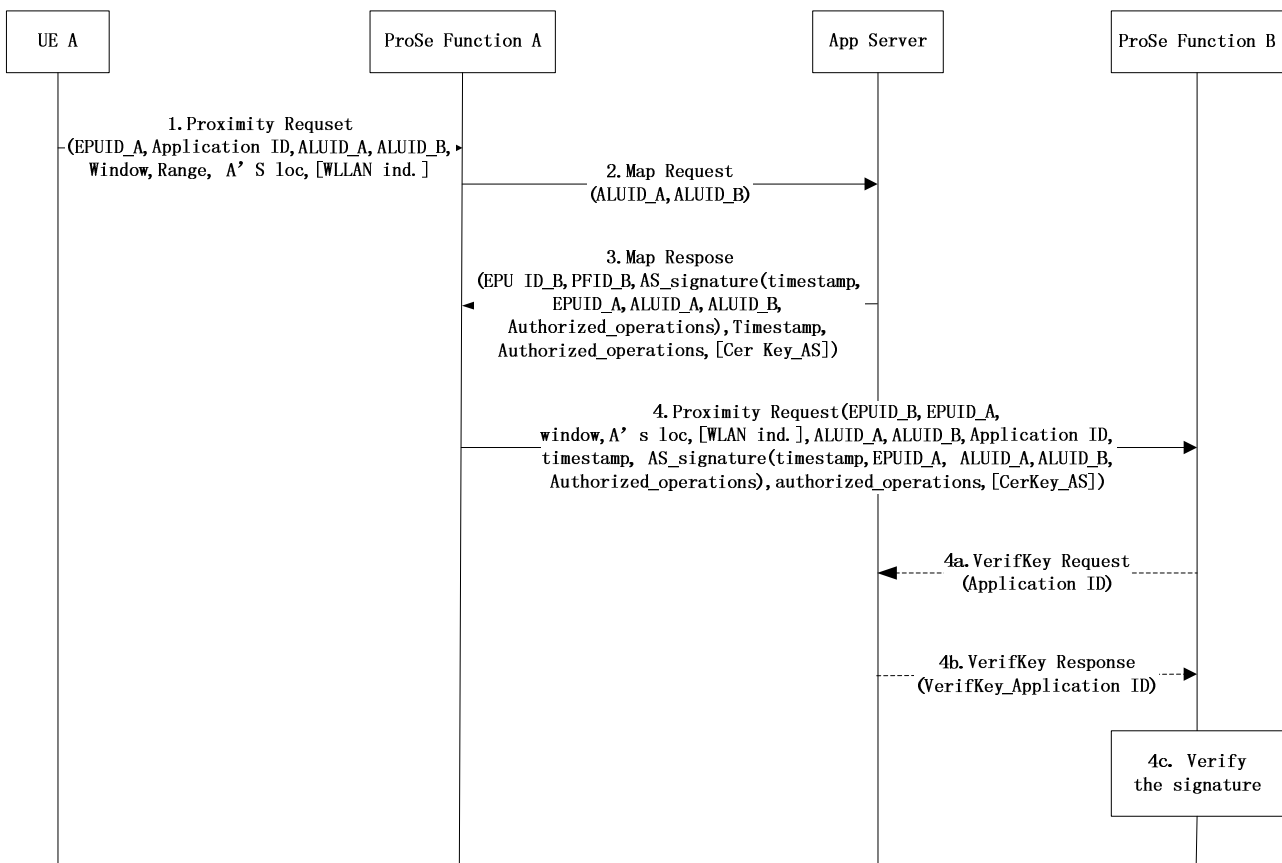 UE A
ProSe Function A
App Server
ProSe Function B
1.Proximity Requset
(EPUID_A,Application ID,ALUID_A,ALUID_B,
Window,Range, A’S loc,[WLLAN ind.]
2.Map Request
(ALUID_A,ALUID_B)
3.Map Respose
(EPU ID_B,PFID_B,AS_signature(timestamp,
EPUID_A,ALUID_A,ALUID_B,
Authorized_operations),Timestamp,
Authorized_operations,[Cer Key_AS])
4.Proximity Request(EPUID_B,EPUID_A,
window,A’s loc,[WLAN ind.],ALUID_A,ALUID_B,Application ID,
timestamp, AS_signature(timestamp,EPUID_A, ALUID_A,ALUID_B,
Authorized_operations),authorized_operations,[CerKey_AS])
4a.VerifKey Request
(Application ID)
4b.VerifKey Response
(VerifKey_Application ID)
4c. Verify
the signature